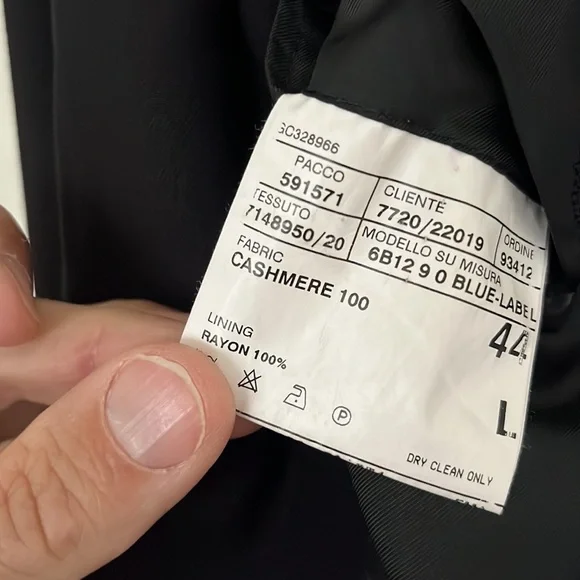 GC328966
PACCO
591571
CLIENTE
7720/22019
ORDINE
93412
TESSUTO
7148950/20
MODELLO SU MISURA
6B12 9 0 BLUE-LABEL
FABRIC
CASHMERE 100
44
LINING
RAYON 100%
L
P
DRY CLEAN ONLY